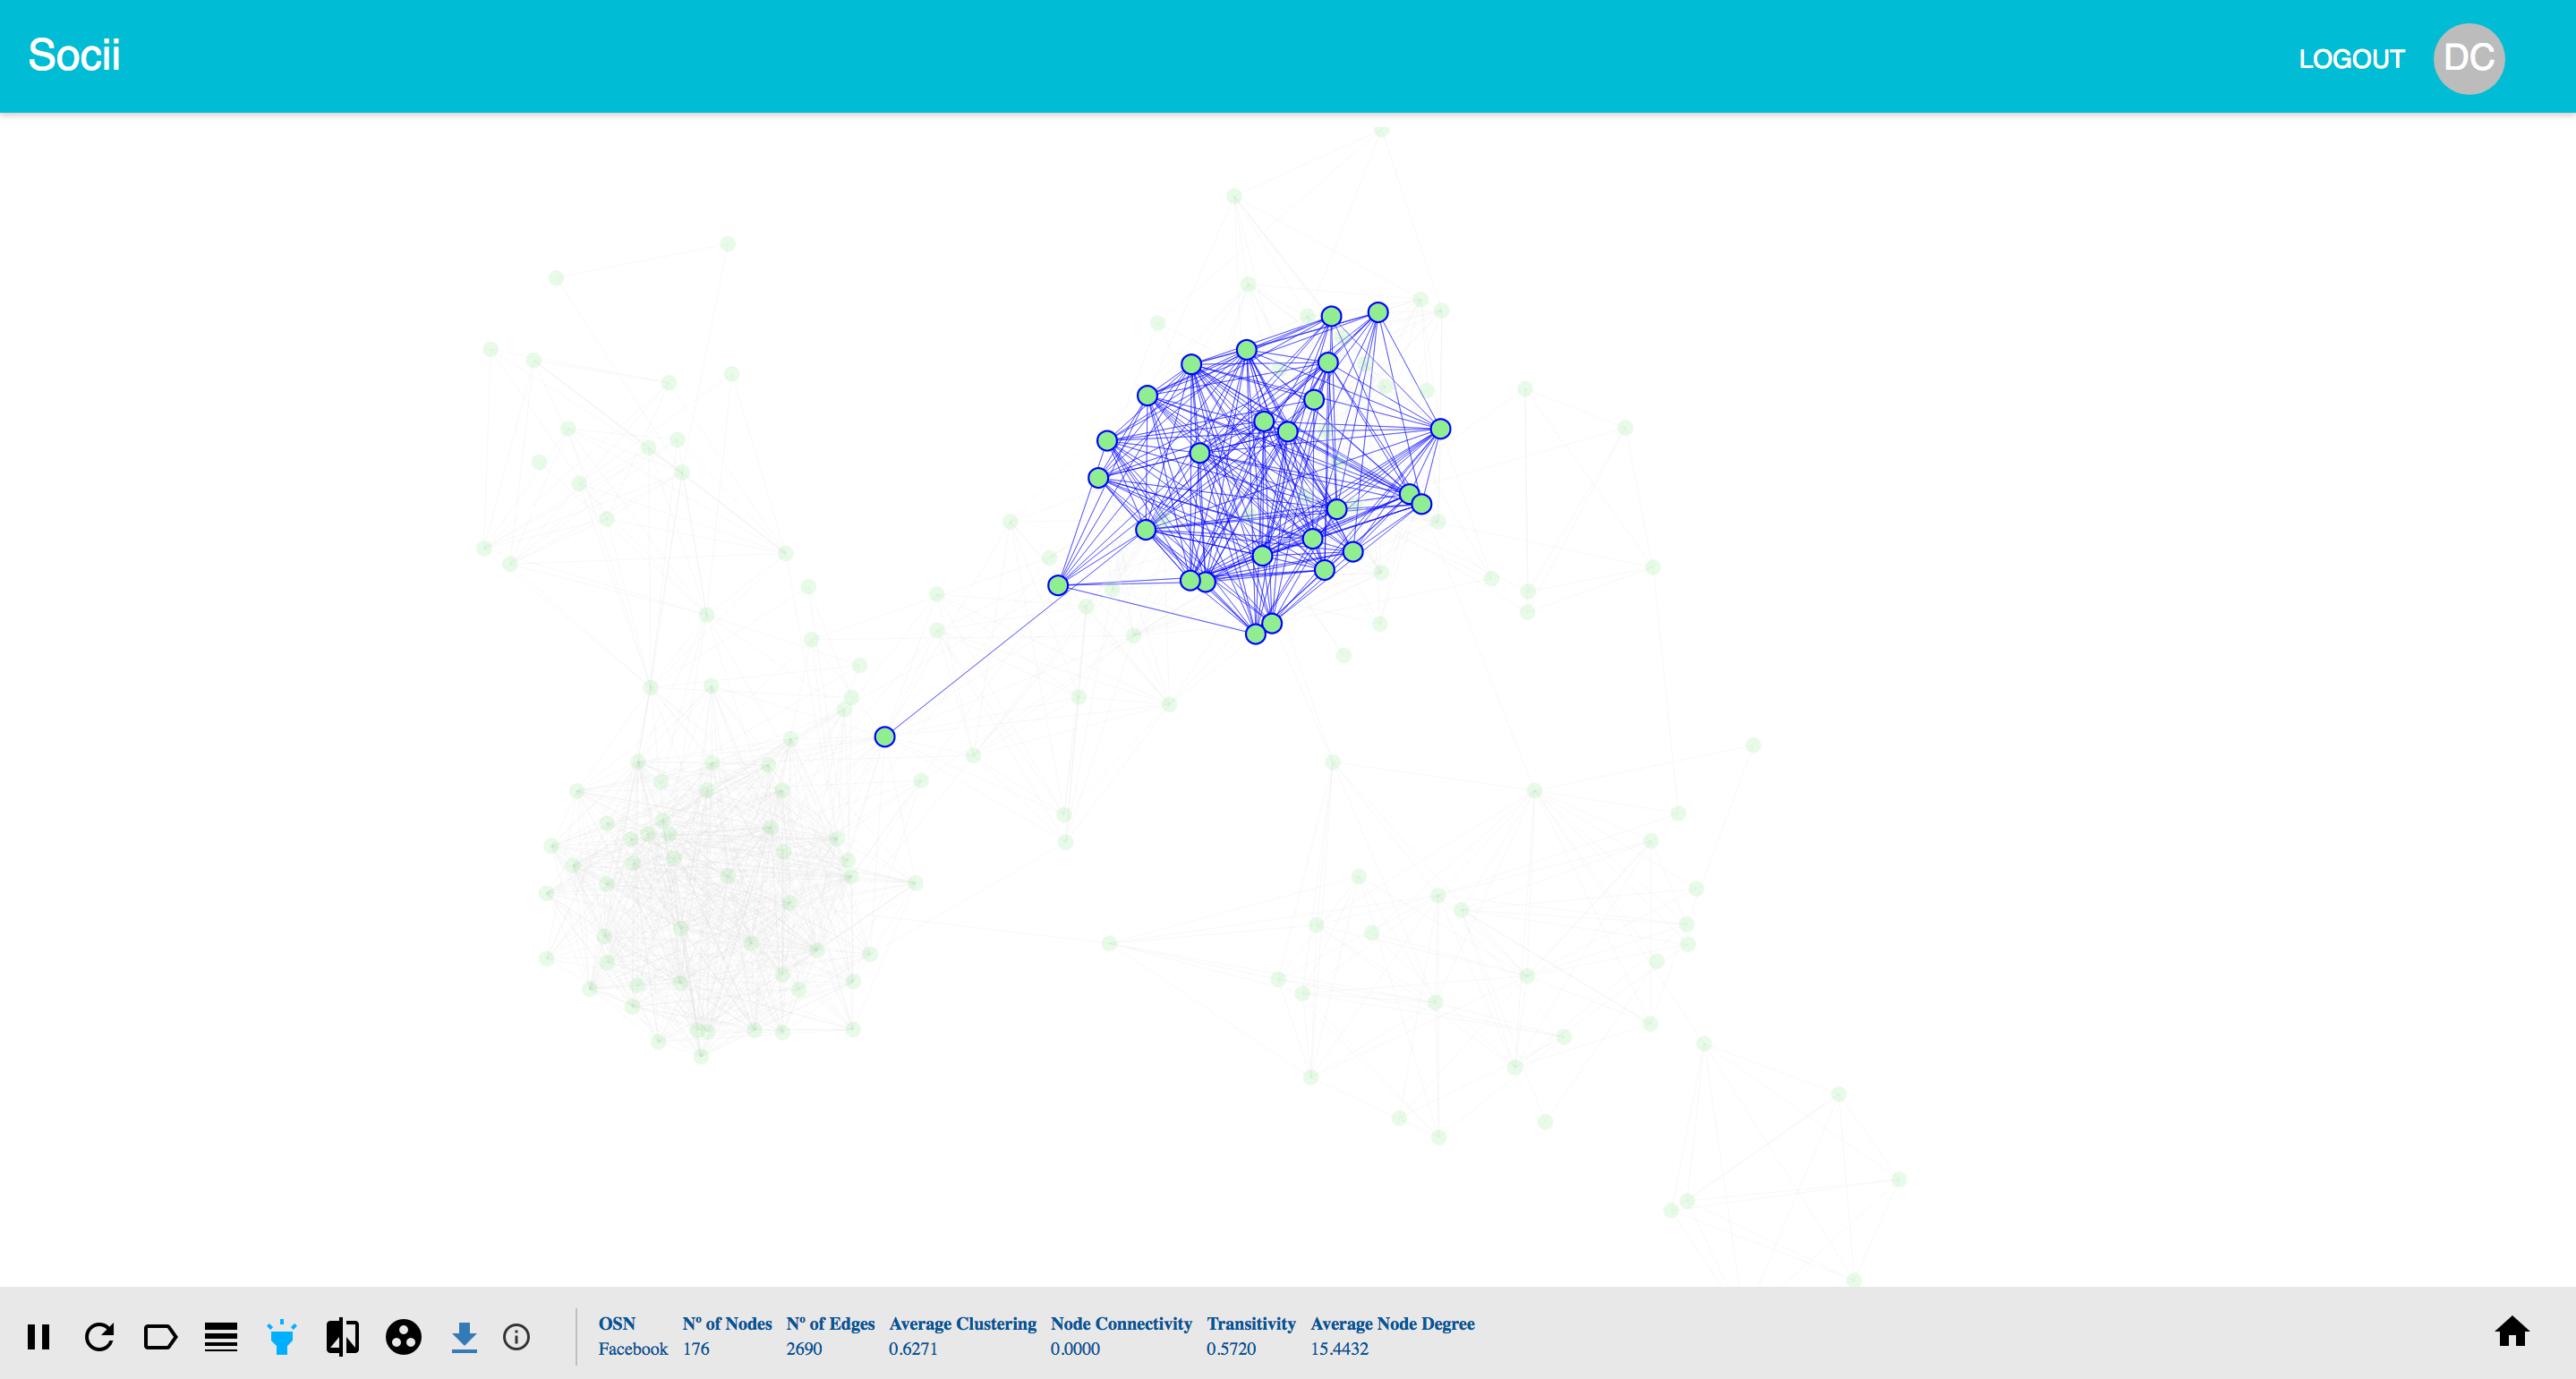 Socii
LOGOUT DC
OSN Nº of Nodes Nº of Edges Average Clustering Node Connectivity Transitivity Average Node Degree
Facebook 176 2690 0.6271 0.0000 0.5720 15.4432